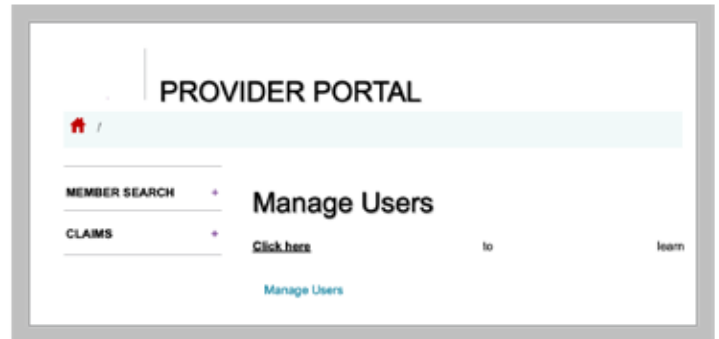 PROVIDER PORTAL
/
MEMBER SEARCH +
CLAIMS +
Manage Users
Click here to learn
Manage Users